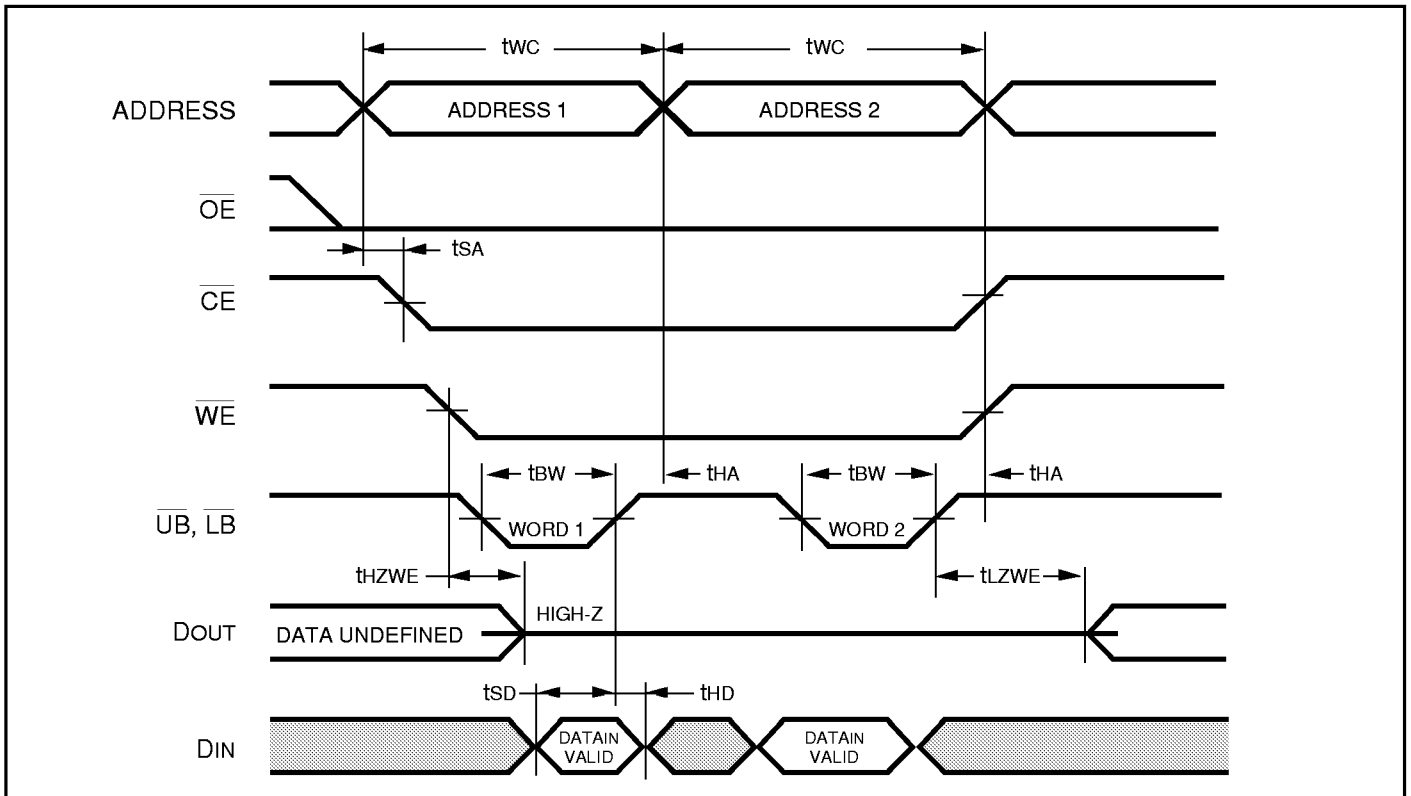 tWC tWC
ADDRESS ADDRESS 1 ADDRESS 2
OE
tSA
CE
WE
tBW tHA tBW tHA
UB, LB WORD 1 WORD 2
tHZWE tLZWE
HIGH-Z
DOUT DATA UNDEFINED
tSD tHD
DIN DATAIN VALID DATAIN VALID